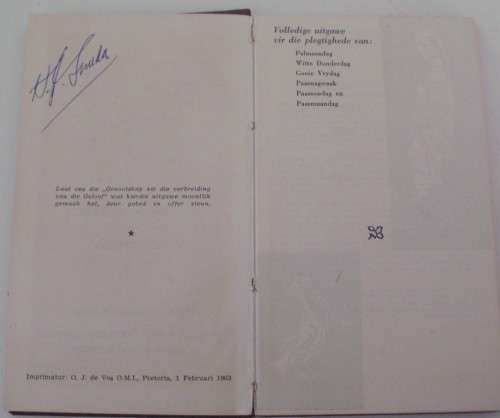 Laat ons die „Genootskap vir die verbreiding
van die Geloof" wat hierdie uitgawe moontlik
gemaak het, deur gebed en offer steun.
Imprimatur: O. J. de Vos O.M.I., Pretoria, 1 Februari 1963
Volledige uitgawe
vir die plegtighede van:
Palmsondag
Witte Donderdag
Goeie Vrydag
Paasnagwaak
Paassondag en
Paasmaandag